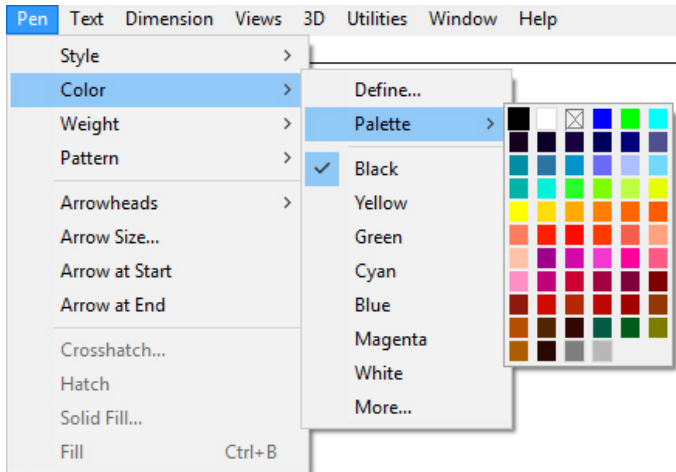 Pen Text Dimension Views 3D Utilities Window Help
Style
Color
Weight
Pattern
Arrowheads
Arrow Size...
Arrow at Start
Arrow at End
Crosshatch...
Hatch
Solid Fill...
Fill Ctrl+B
Define...
Palette
Black
Yellow
Green
Cyan
Blue
Magenta
White
More...